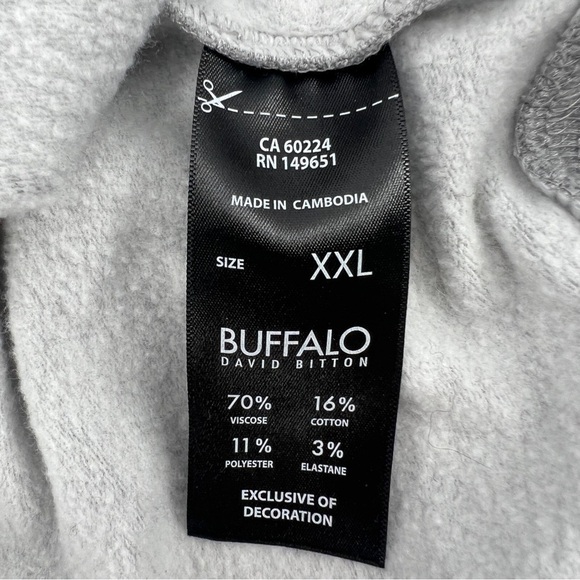 CA 60224
RN 149651
MADE IN CAMBODIA
SIZE XXL
BUFFALO
DAVID BITTON
70% 16%
VISCOSE COTTON
11% 3%
POLYESTER ELASTANE
EXCLUSIVE OF
DECORATION